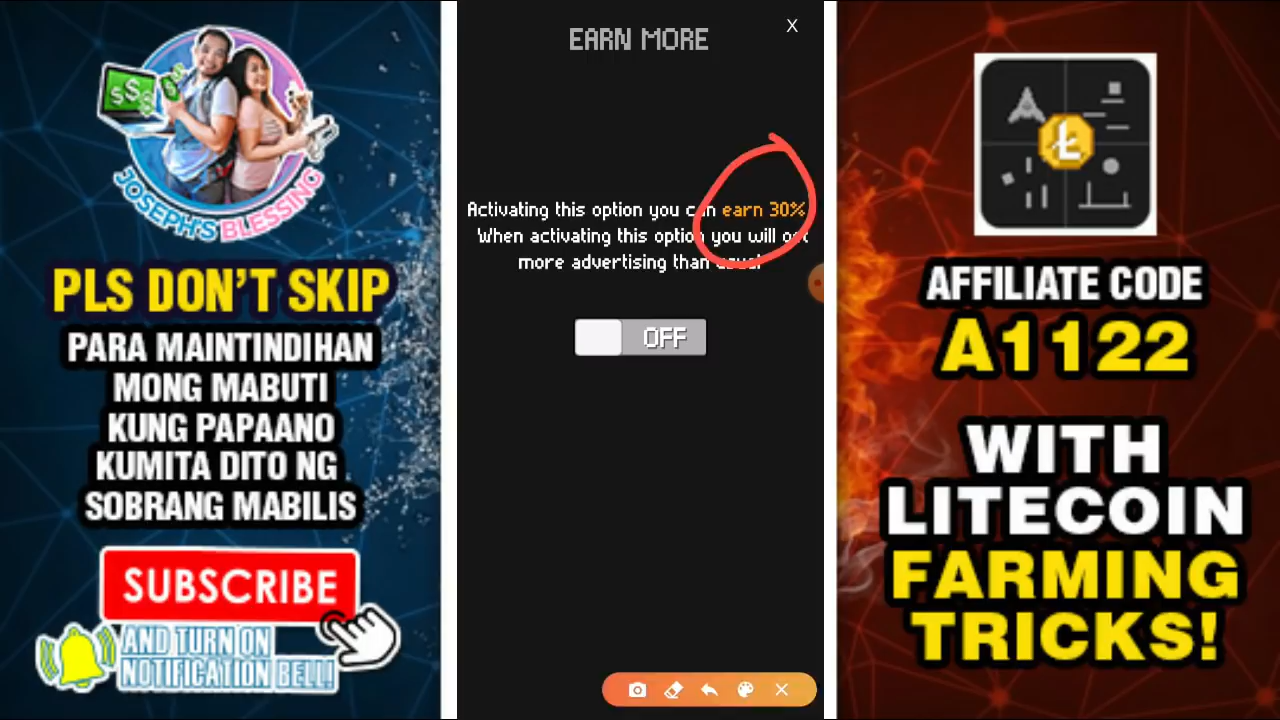 JOSEPH'S BLESSING
PLS DON'T SKIP
PARA MAINTINDIHAN
MONG MABUTI
KUNG PAPAANO
KUMITA DITO NG
SOBRANG MABILIS
SUBSCRIBE
AND TURN ON
NOTIFICATION BELL!
EARN MORE
X
Activating this option you can earn 30%
When activating this option you will
more advertising than usual
OFF
AFFILIATE CODE
A1122
WITH
LITECOIN
FARMING
TRICKS!